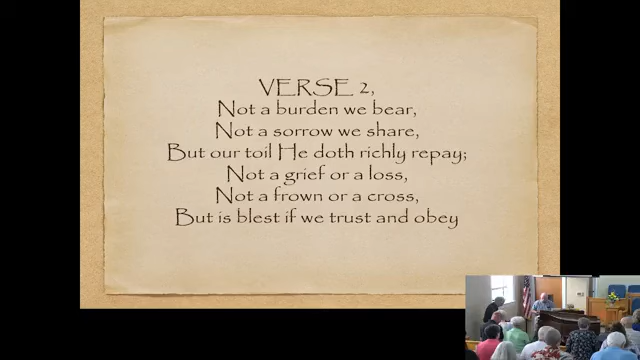 VERSE 2,
Not a burden we bear,
Not a sorrow we share,
But our toil He doth richly repay;
Not a grief or a loss,
Not a frown or a cross,
But is blest if we trust and obey